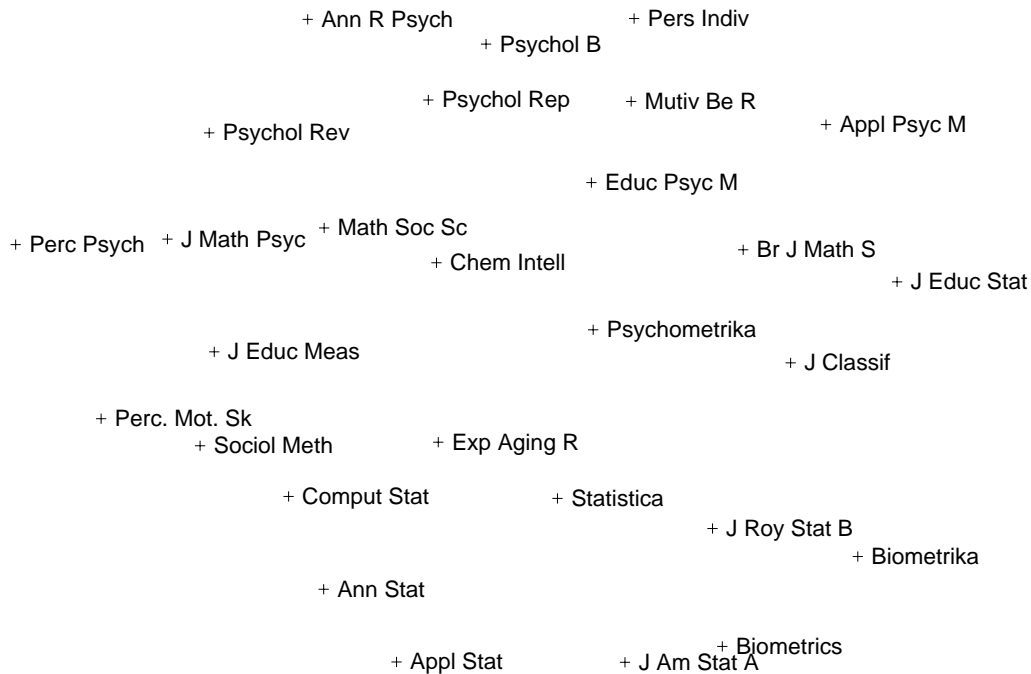 + Ann R Psych
+ Pers Indiv
+ Psychol B
+ Psychol Rep
+ Mutiv Be R
+ Appl Psyc M
+ Psychol Rev
+ Educ Psyc M
+ Math Soc Sc
+ J Math Psyc
+ Perc Psych
+ Br J Math S
+ Chem Intell
+ J Educ Stat
+ Psychometrika
+ J Educ Meas
+ J Classif
+ Perc. Mot. Sk
+ Sociol Meth
+ Exp Aging R
+ Comput Stat
+ Statistica
+ J Roy Stat B
+ Biometrika
+ Ann Stat
+ Biometrics
+ Appl Stat
+ J Am Stat A